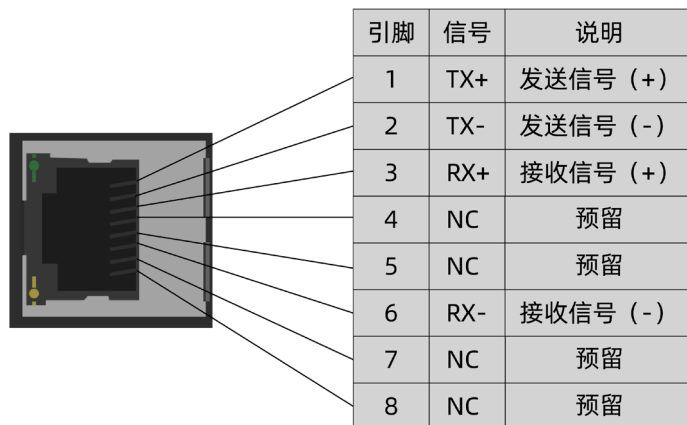 引脚 信号 说明
1 TX+ 发送信号（+）
2 TX- 发送信号（-）
3 RX+ 接收信号（+）
4 NC 预留
5 NC 预留
6 RX- 接收信号（-）
7 NC 预留
8 NC 预留